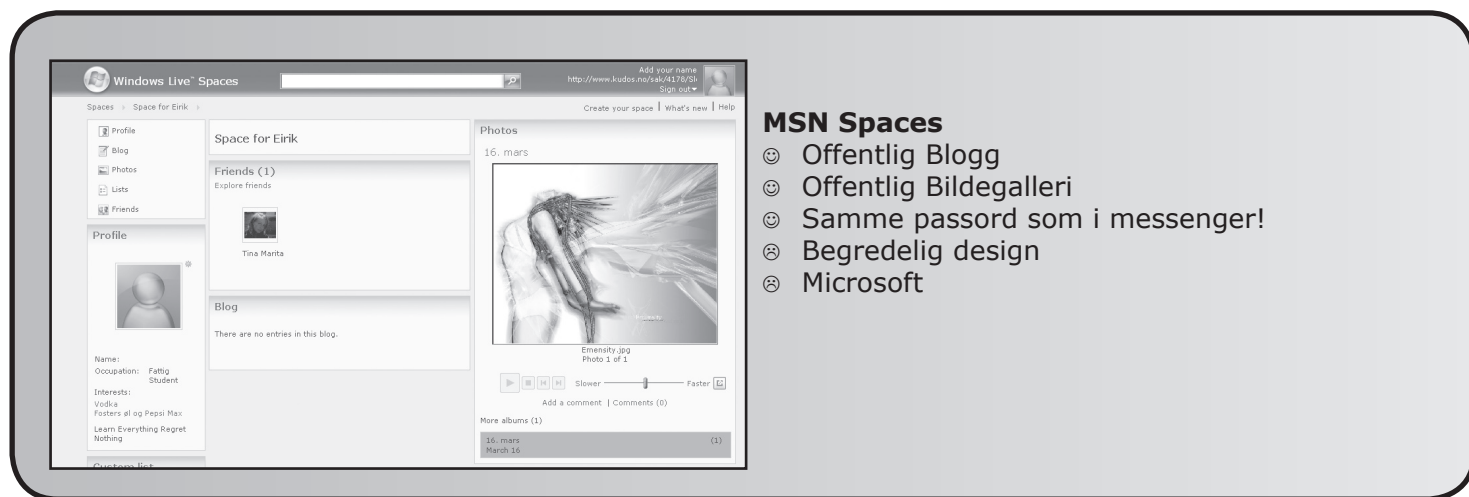 Windows Live™ Spaces
Add your name
http://www.kudos.no/sak/4178/Sl
Sign out
Spaces › Space for Eirik ›
Create your space | What's new | Help
Profile
Blog
Photos
Lists
Friends
Profile
Name:
Occupation: Fattig
Student
Interests:
Vodka
Fosters øl og Pepsi Max
Learn Everything Regret
Nothing
Custom list
Space for Eirik
Friends (1)
Explore friends
Tina Marita
Blog
There are no entries in this blog.
Photos
16. mars
Emensity.jpg
Photo 1 of 1
Slower Faster
Add a comment | Comments (0)
More albums (1)
16. mars (1)
March 16
MSN Spaces
☺ Offentlig Blogg
☺ Offentlig Bildegalleri
☺ Samme passord som i messenger!
☹ Begredelig design
☹ Microsoft